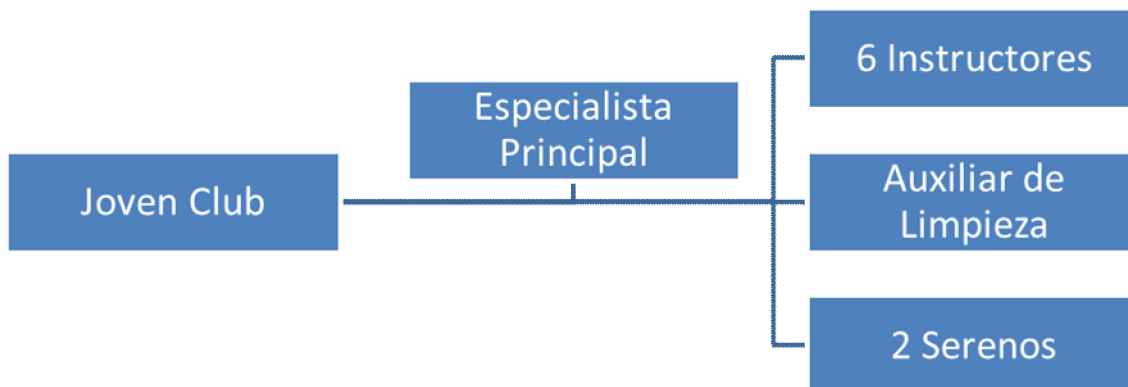 Joven Club
Especialista
Principal
6 Instructores
Auxiliar de
Limpieza
2 Serenos